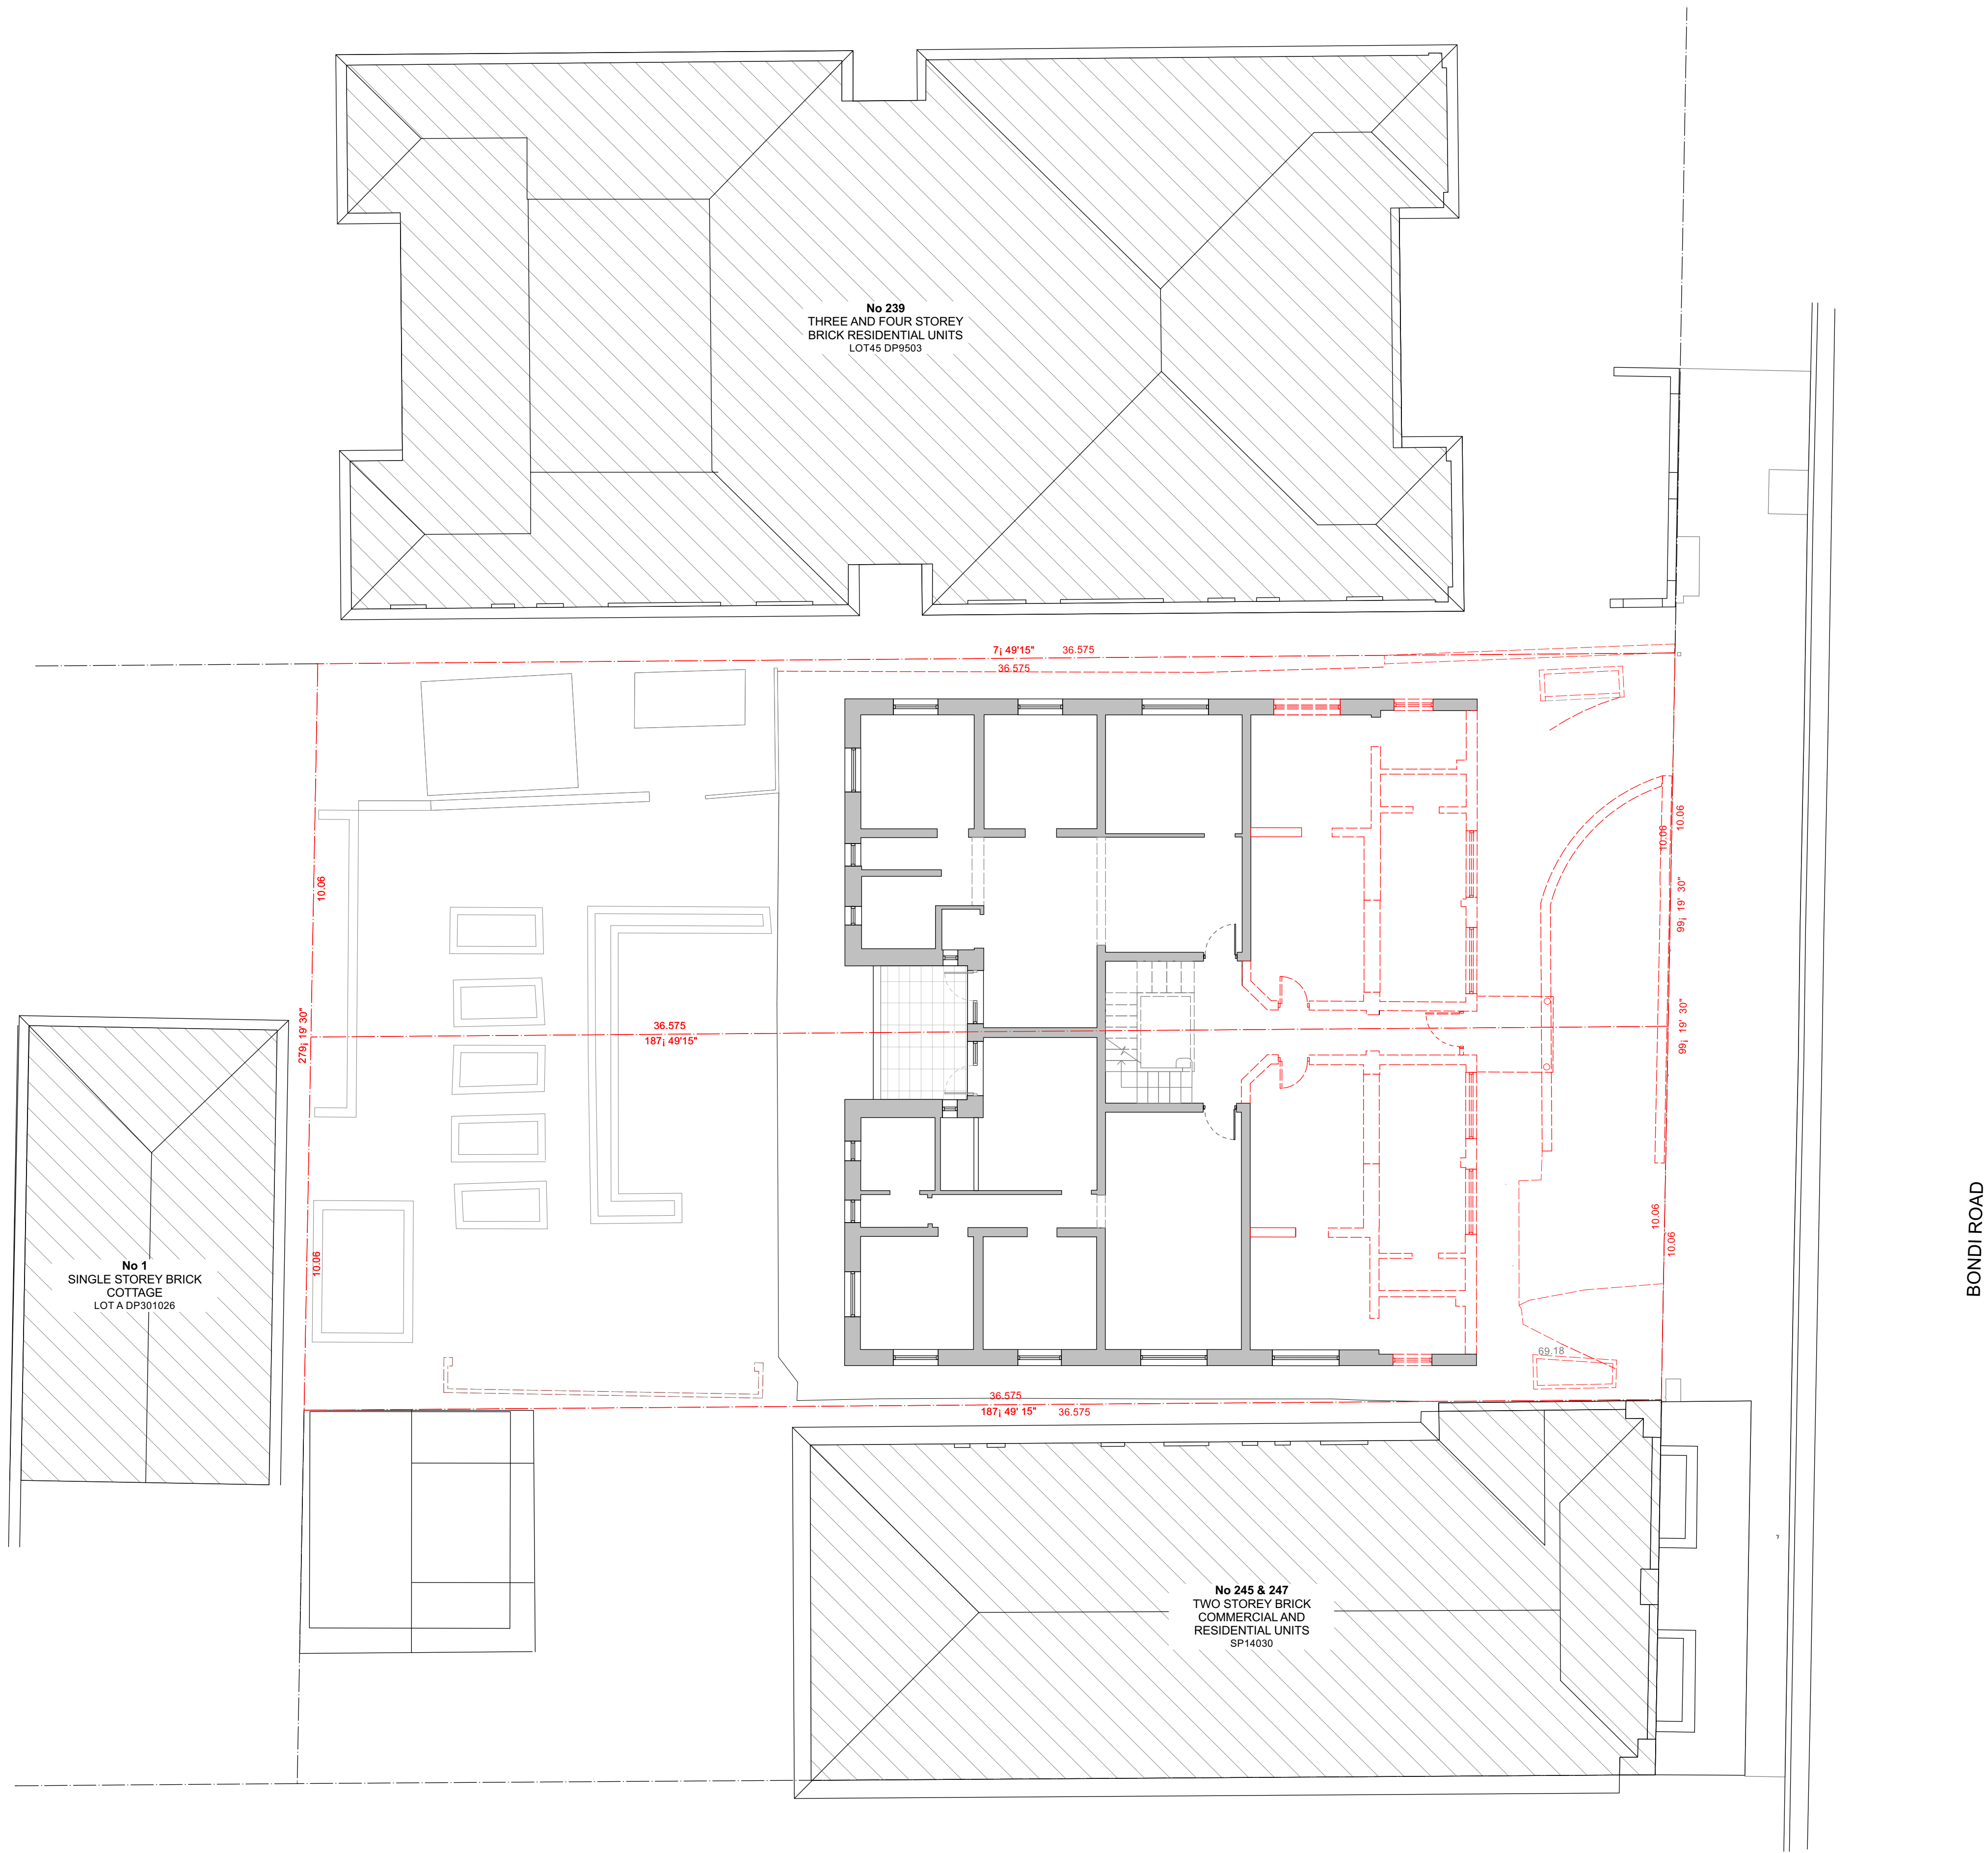 No 239
THREE AND FOUR STOREY
BRICK RESIDENTIAL UNITS
LOT45 DP9503
7¡ 49'15" 36.575
36.575
10.06
10.06
10.06
99¡ 19' 30"
279¡ 19' 30"
36.575
187¡ 49'15"
99¡ 19' 30"
BONDI ROAD
10.06
10.06
10.06
No 1
SINGLE STOREY BRICK
COTTAGE
LOT A DP301026
69.18
36.575
187¡ 49' 15" 36.575
No 245 & 247
TWO STOREY BRICK
COMMERCIAL AND
RESIDENTIAL UNITS
SP14030